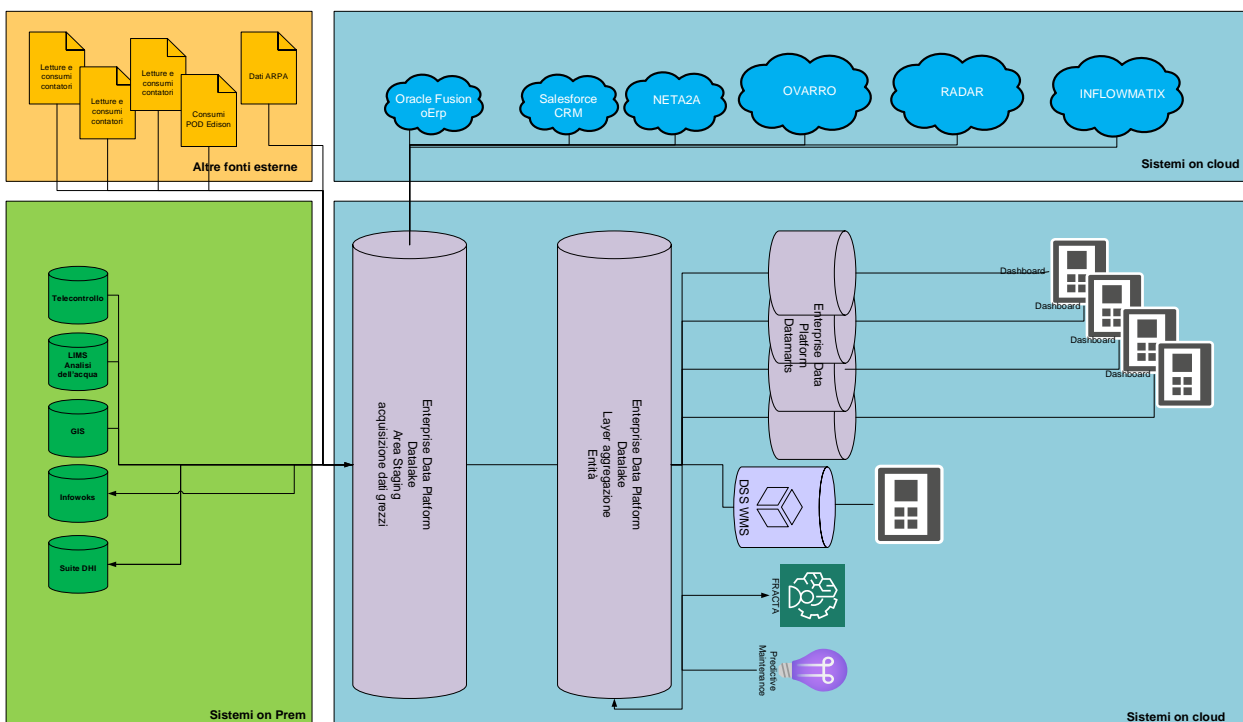 Letture e
consumi
contatori
Letture e
consumi
contatori
Letture e
consumi
contatori
Consumi
POD Edison
Dati ARPA
Altre fonti esterne
Oracle Fusion
oErp
Salesforce
CRM
NETA2A
OVARRO
RADAR
INFLOWMATIX
Sistemi on cloud
Telecontrollo
LIMS
Analisi
dell'acqua
GIS
Infowoks
Suite DHI
Sistemi on Prem
Enterprise Data Platform
Datalake
Area Staging
acquisizione dati grezzi
Enterprise Data Platform
Datalake
Layer aggregazione
Entità
Enterprise Data
Platform
Datamarts
Dashboard
Dashboard
Dashboard
Dashboard
DSS WMS
FRACTA
Predictive
Maintenance
Sistemi on cloud